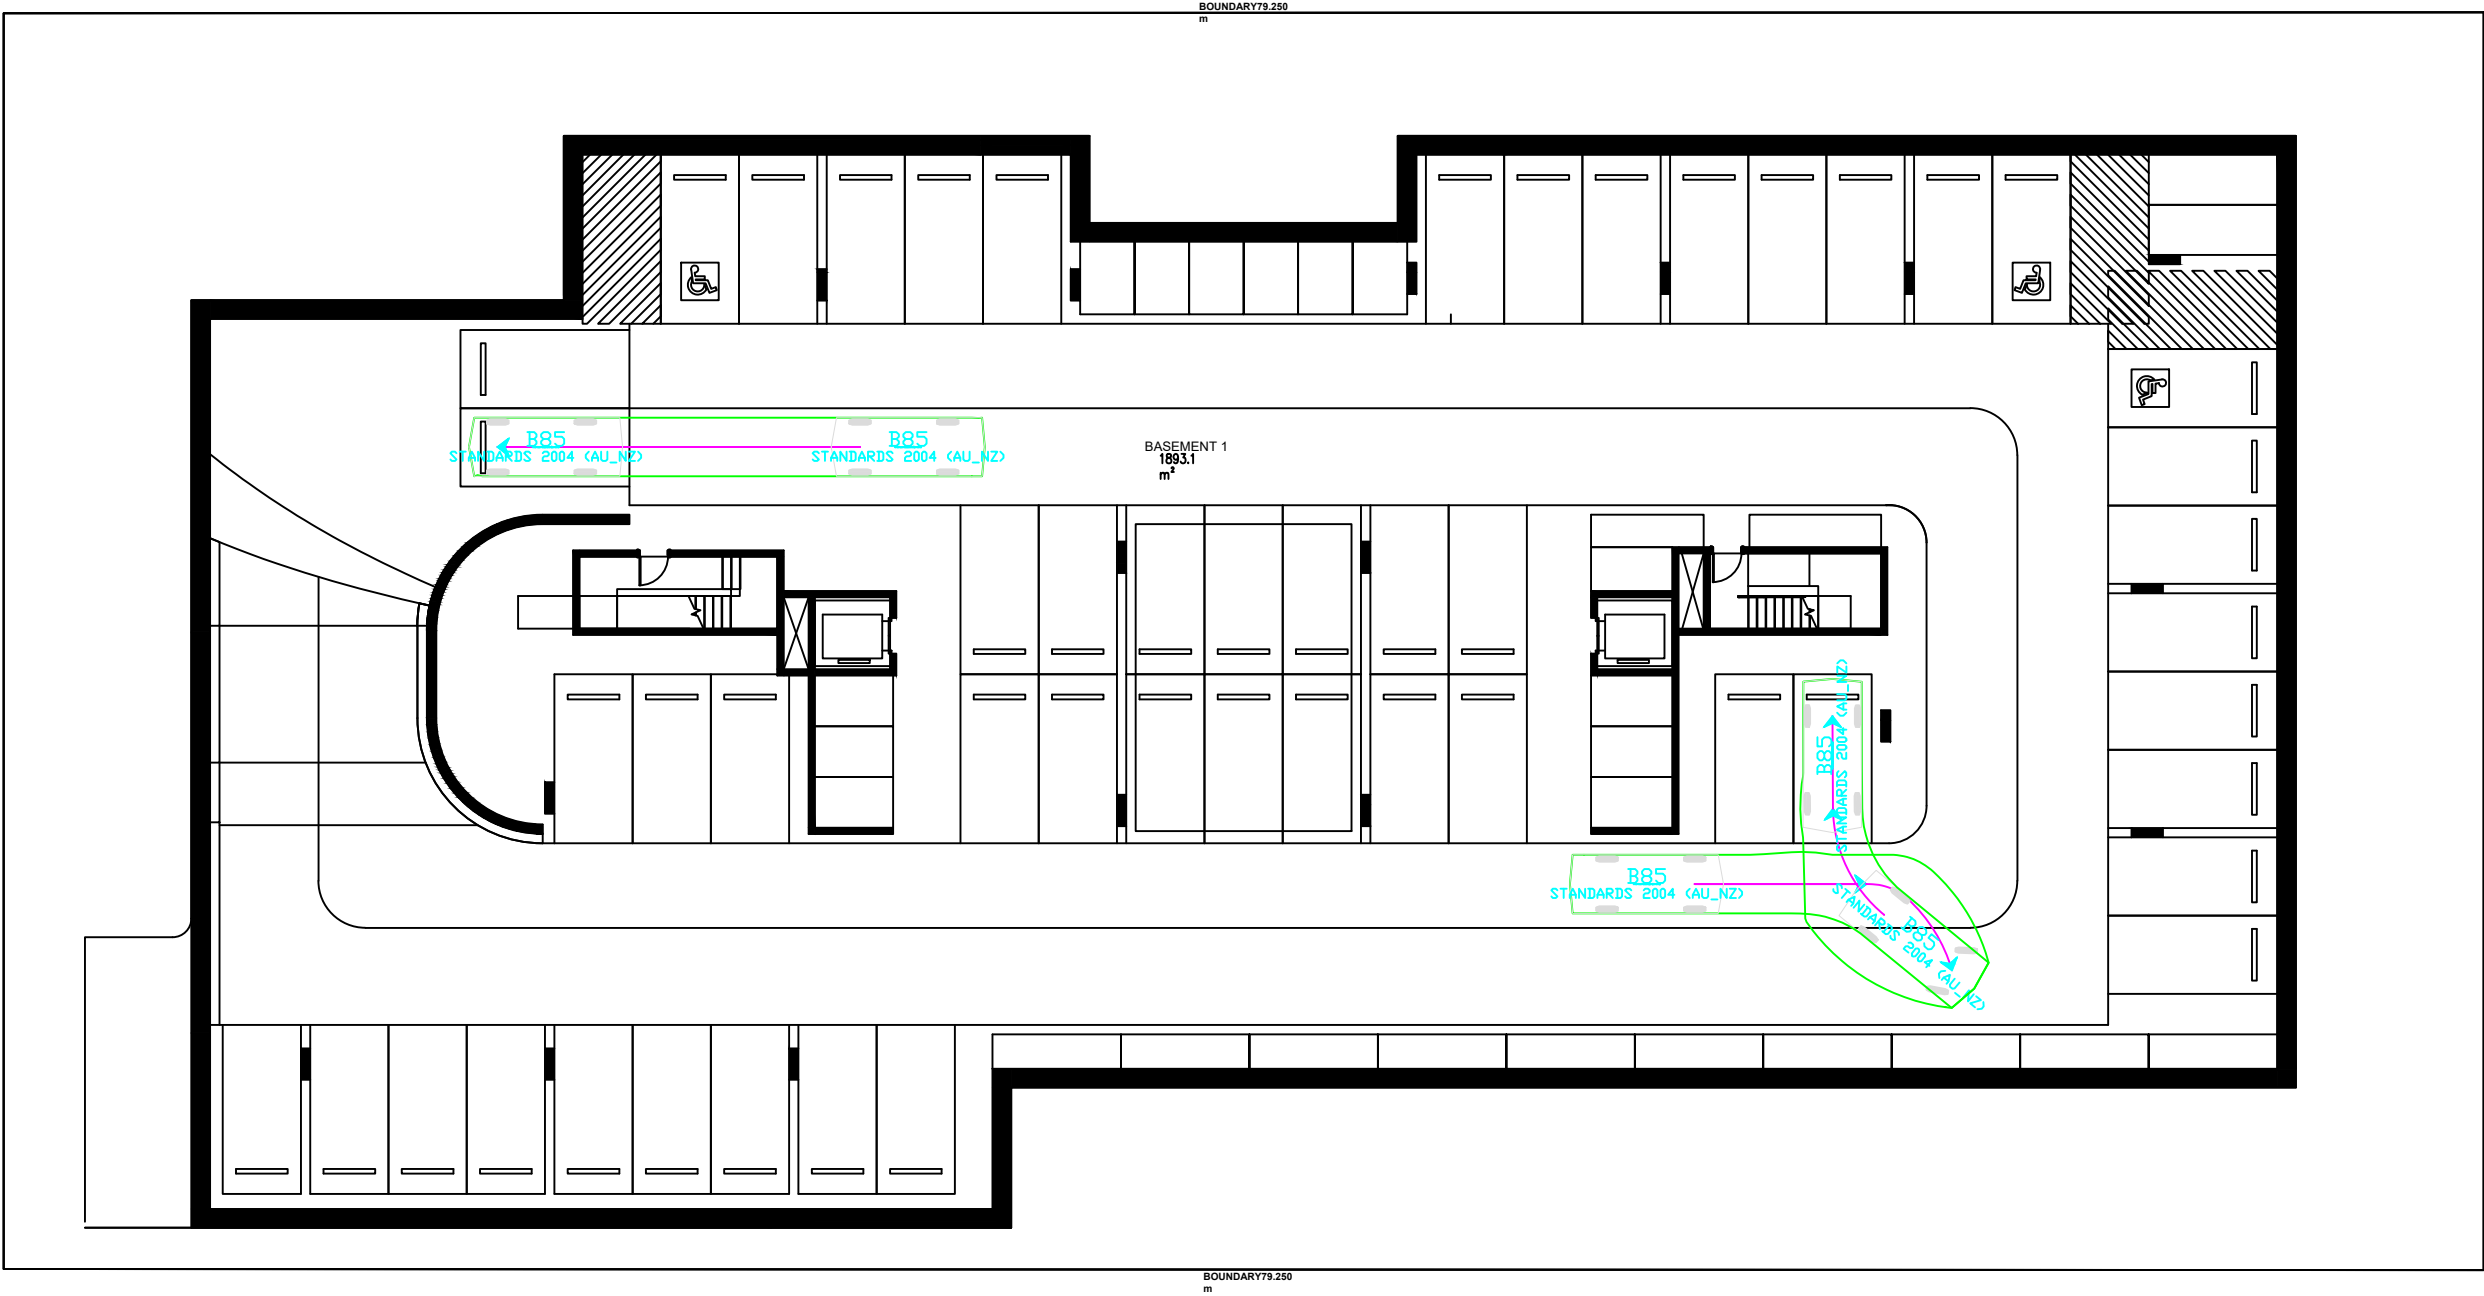 BOUNDARY79.250
m
B85
STANDARDS 2004 (AU_NZ)
B85
STANDARDS 2004 (AU_NZ)
BASEMENT 1
1893.1
m²
B85
STANDARDS 2004 (AU_NZ)
B85
STANDARDS 2004 (AU_NZ)
B85
STANDARDS 2004 (AU_NZ)
BOUNDARY79.250
m